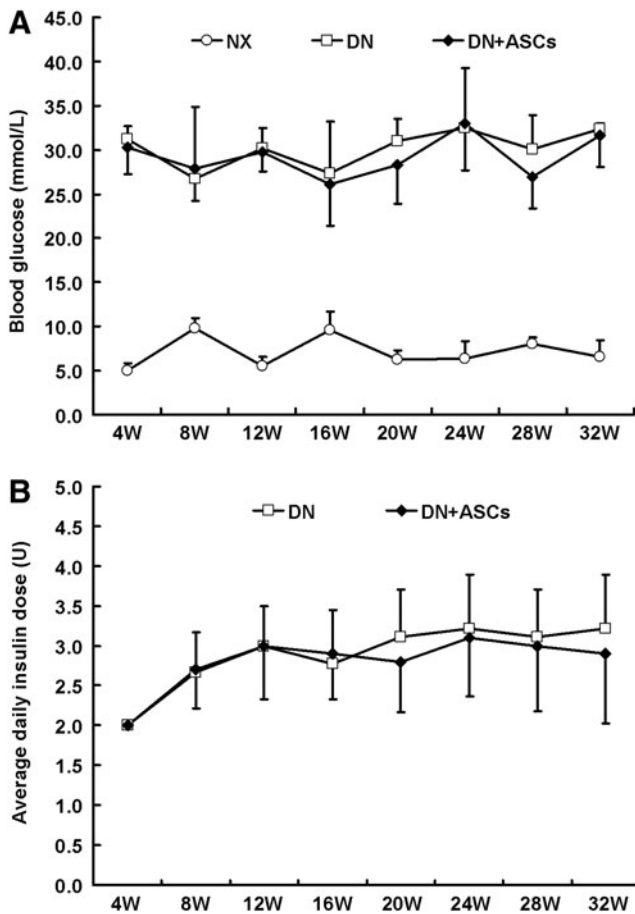 A
NX DN DN+ASCs
Blood glucose (mmol/L)
45.0
40.0
35.0
30.0
25.0
20.0
15.0
10.0
5.0
0.0
4W 8W 12W 16W 20W 24W 28W 32W
B
DN DN+ASCs
Average daily insulin dose (U)
5.0
4.5
4.0
3.5
3.0
2.5
2.0
1.5
1.0
0.5
0.0
4W 8W 12W 16W 20W 24W 28W 32W